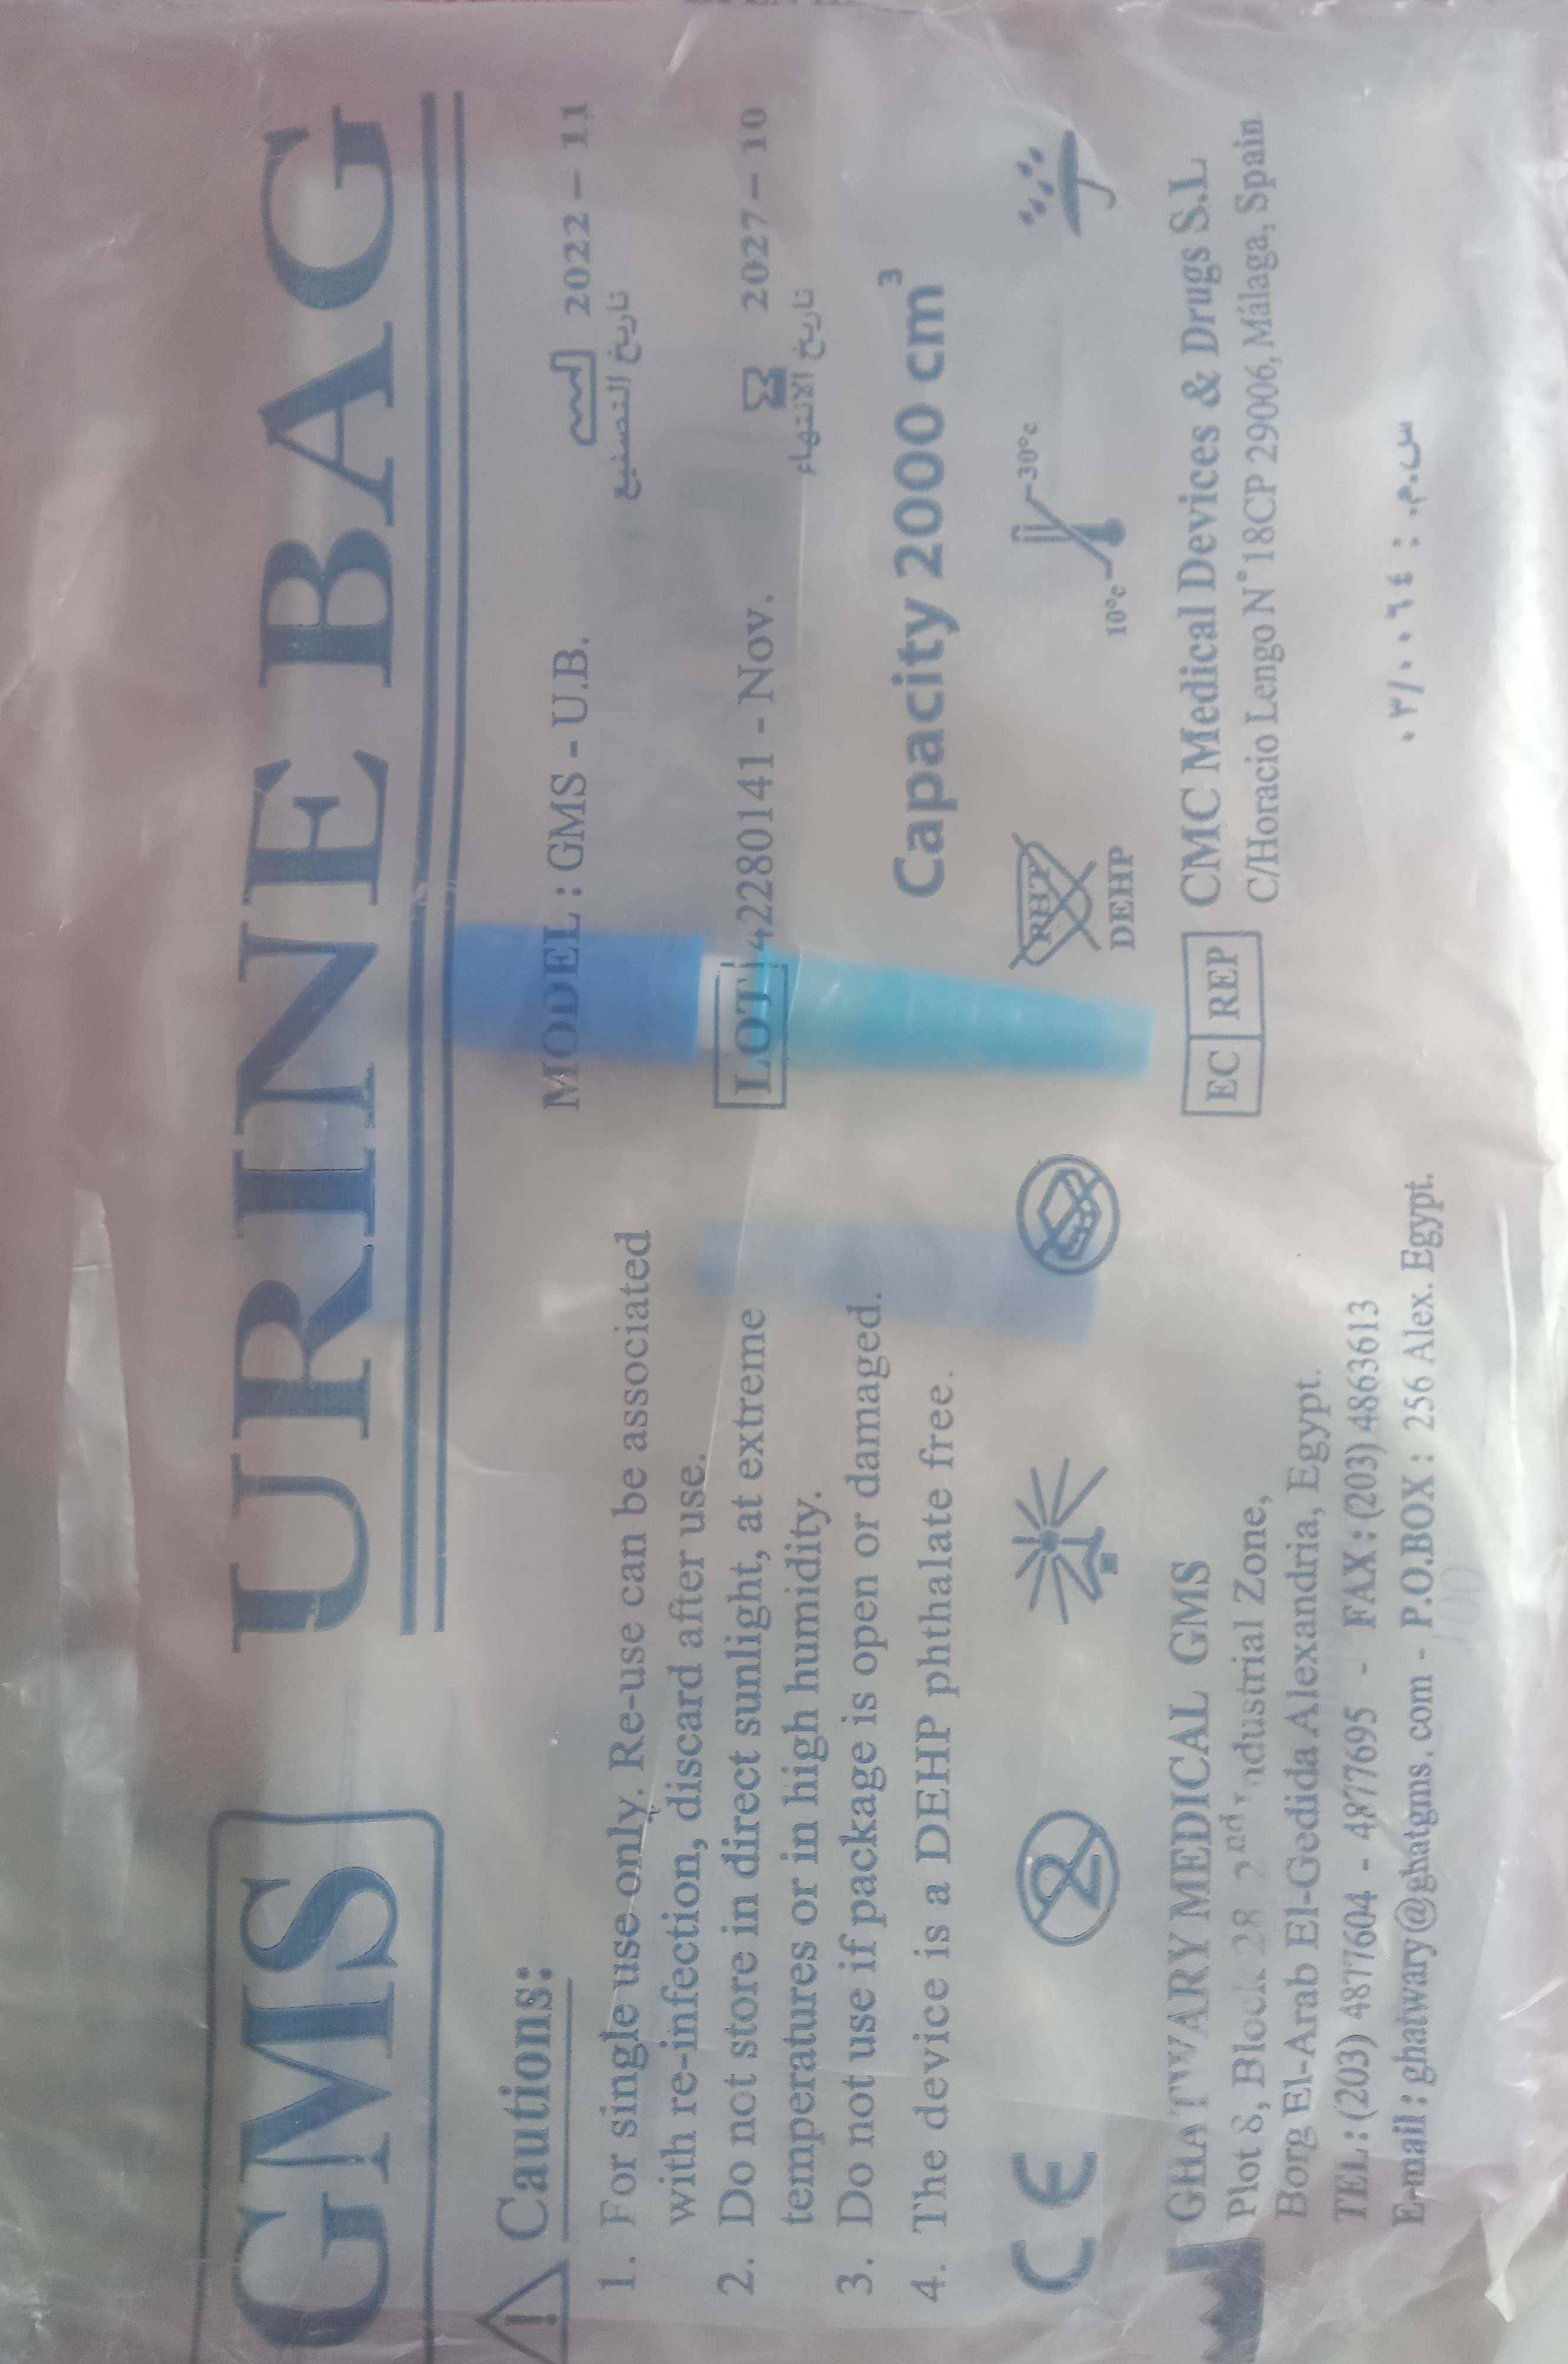 GMS
URINE BAG
Cautions:
1. For single use only. Re-use can be associated
with re-infection, discard after use.
2. Do not store in direct sunlight, at extreme
temperatures or in high humidity.
3. Do not use if package is open or damaged.
4. The device is a DEHP phthalate free.
MODEL : GMS - U.B.
2022 - 11
تاريخ التصنيع
LOT 42280141 - Nov.
2027 - 10
تاريخ الانتهاء
Capacity 2000 cm³
CE
2
DEHP
10°c
30°c
GHATWARY MEDICAL GMS
Plot 8, Block 28 2nd Industrial Zone,
Borg El-Arab El-Gedida Alexandria, Egypt.
TEL : (203) 4877604 - 4877695 - FAX : (203) 4863613
E-mail : ghatwary@ghatgms.com - P.O.BOX : 256 Alex. Egypt.
EC REP
CMC Medical Devices & Drugs S.L
C/Horacio Lengo N°18CP 29006, Málaga, Spain
س.م. : ٠٣/٠٠٦٤